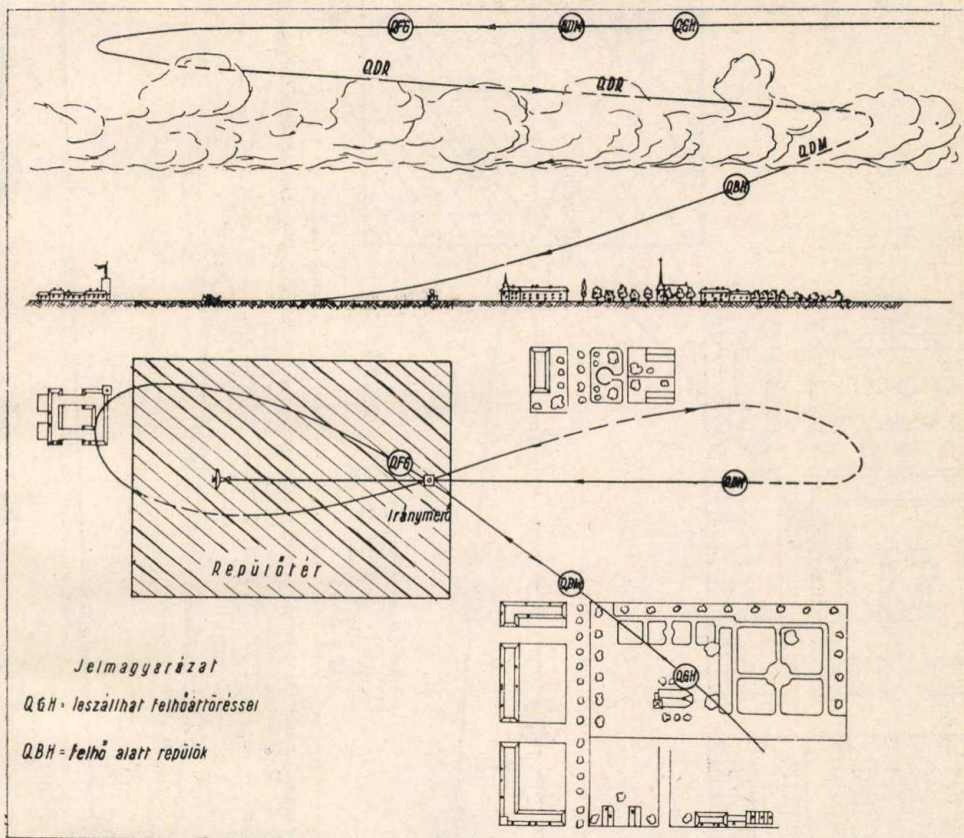 QFG
QDM
QGH
QDR
QDR
QDM
QBH
QFG
QBH
Iránymérő
Repülőtér
QDM
QGH
Jelmagyarázat
QGH = leszállhat felhőáttöréssel
QBH = felhő alatt repülök